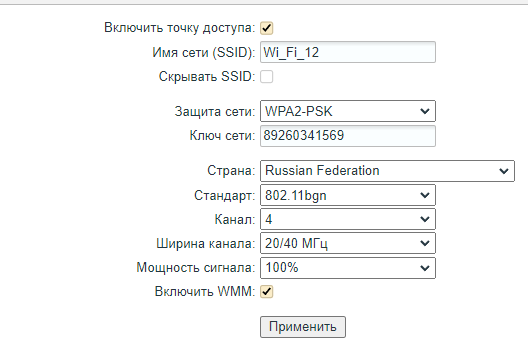 Включить точку доступа:
Имя сети (SSID): Wi_Fi_12
Скрывать SSID:
Защита сети: WPA2-PSK
Ключ сети: 89260341569
Страна: Russian Federation
Стандарт: 802.11bgn
Канал: 4
Ширина канала: 20/40 МГц
Мощность сигнала: 100%
Включить WMM:
Применить